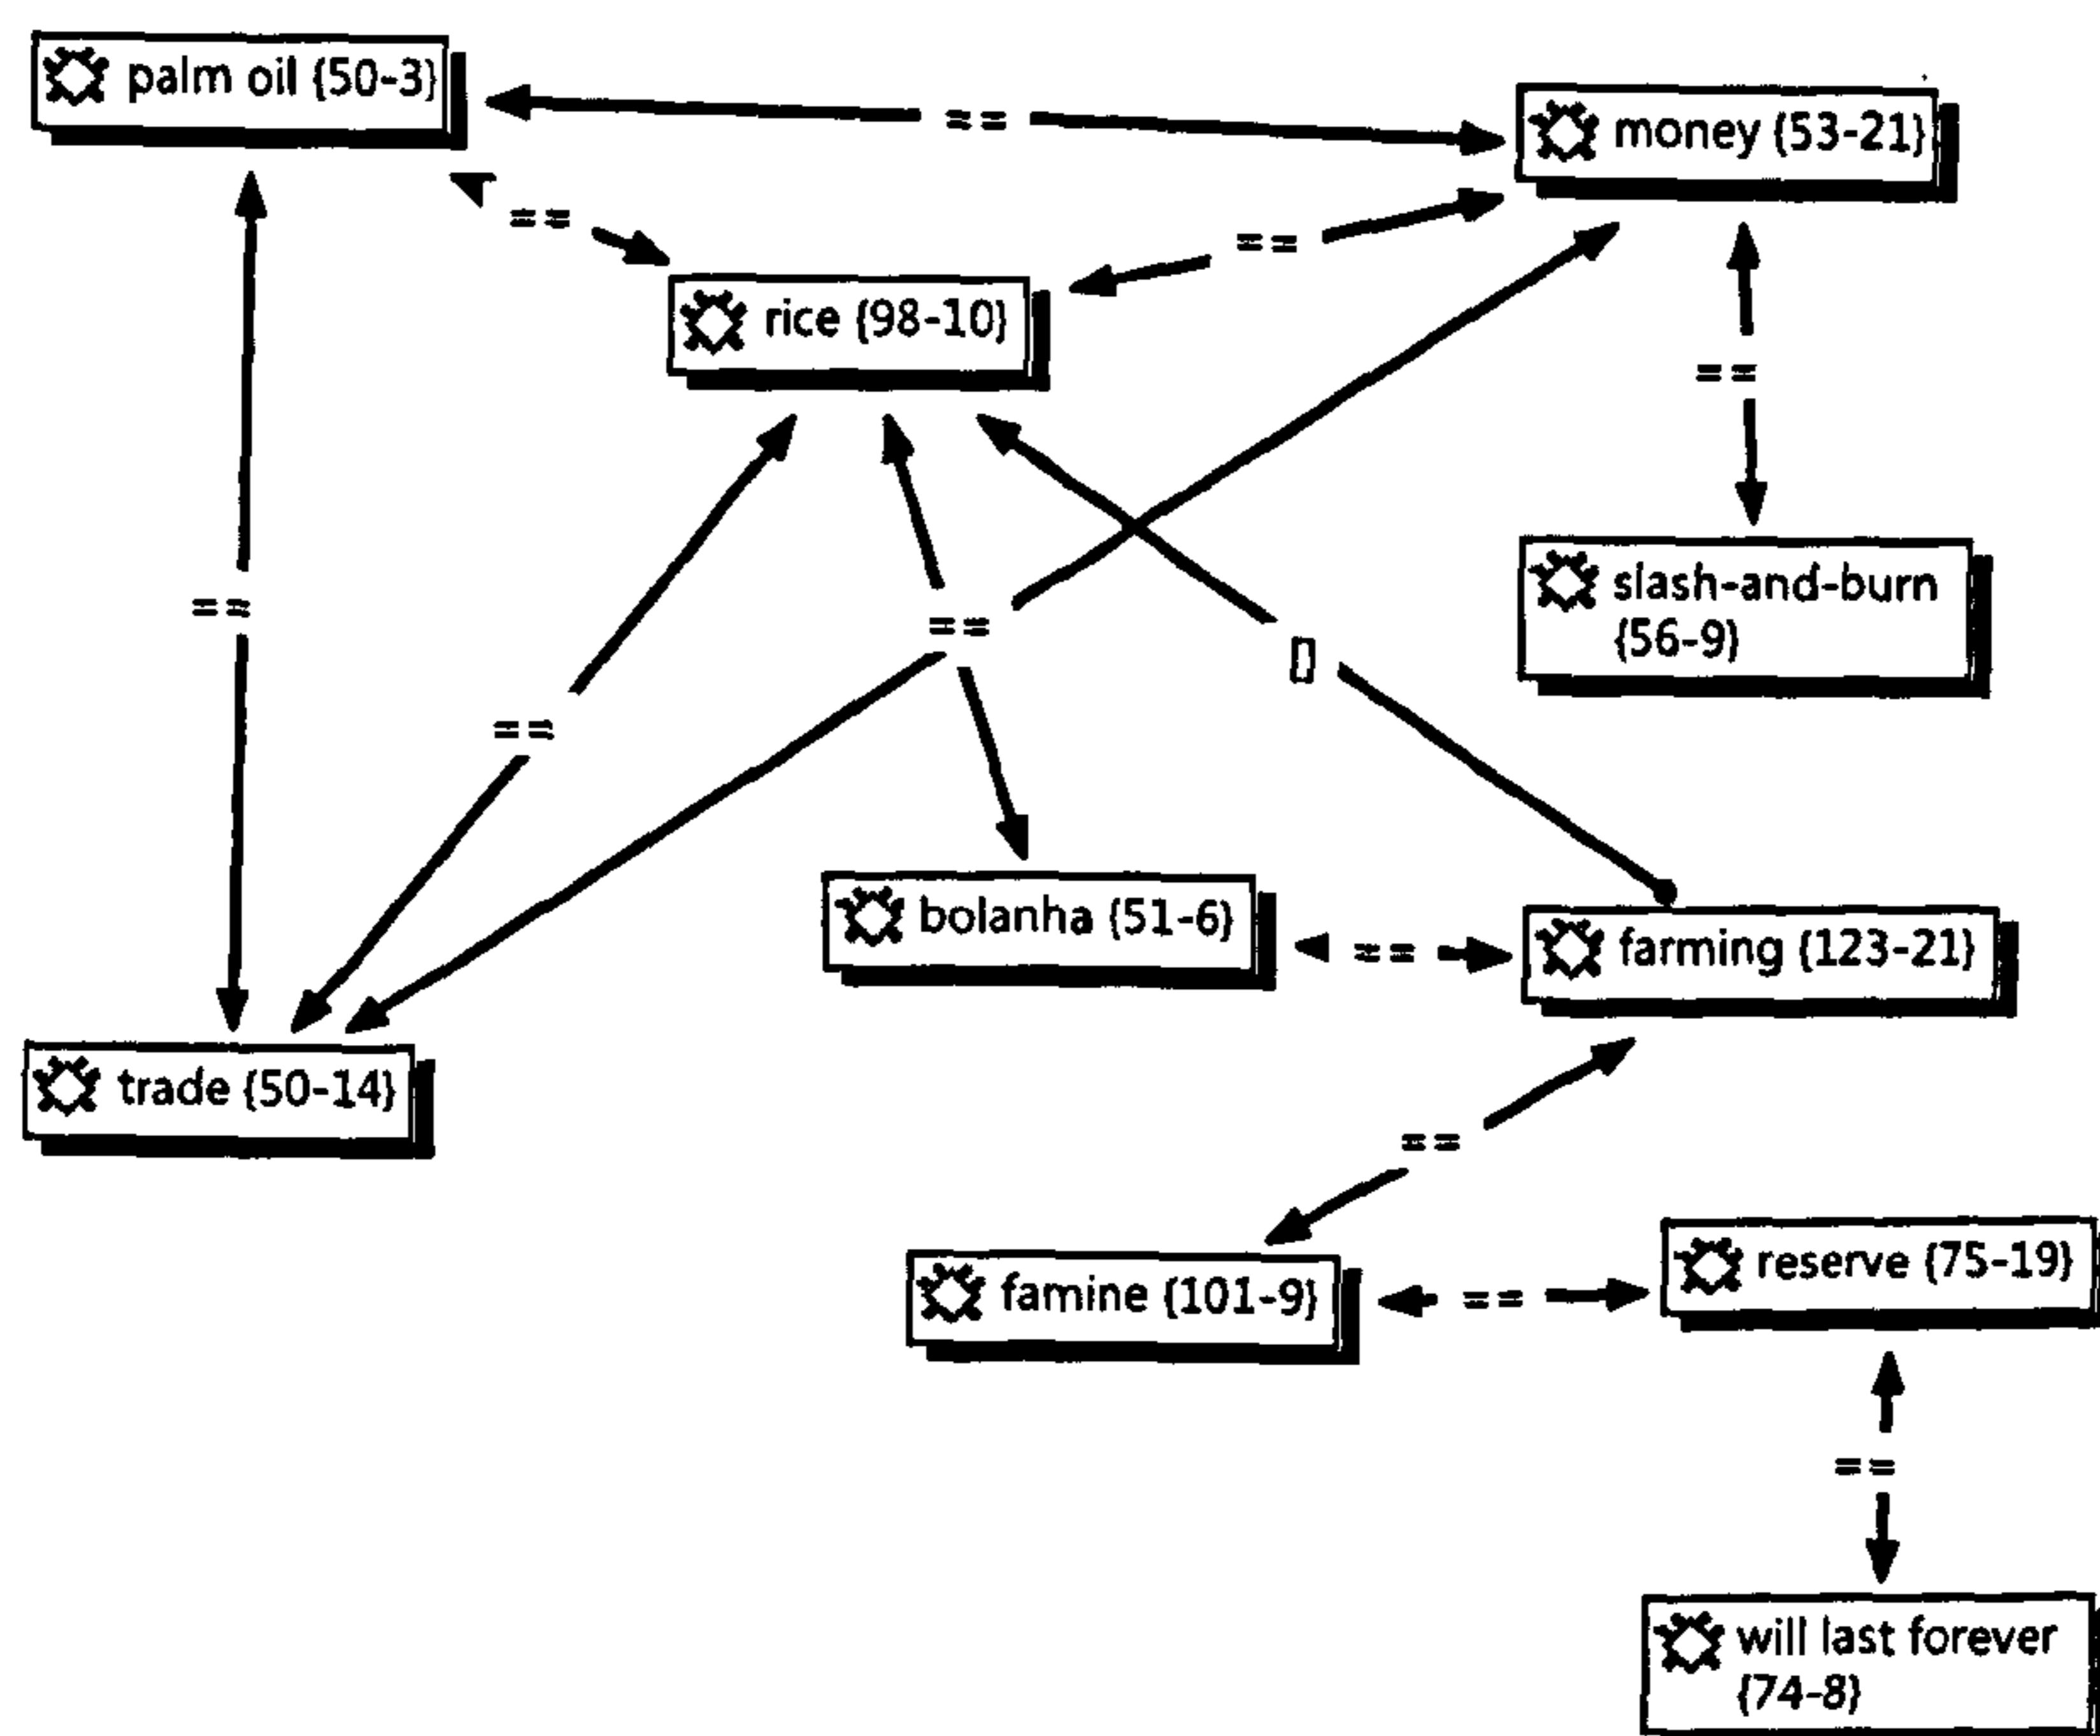 palm oil {50-3}
==
money {53-21}
==
==
rice {98-10}
==
slash-and-burn
{56-9}
==
==
==
bolanha {51-6}
==
farming {123-21}
trade {50-14}
==
reserve {75-19}
famine {101-9}
==
==
will last forever
{74-8}